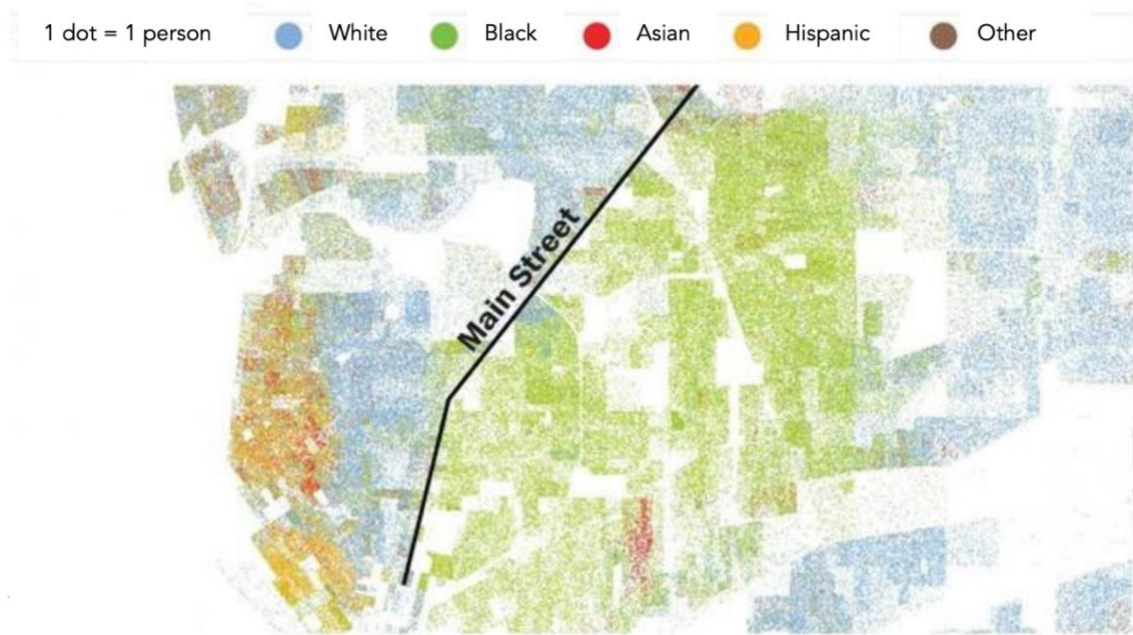 1 dot = 1 person White Black Asian Hispanic Other
Main Street